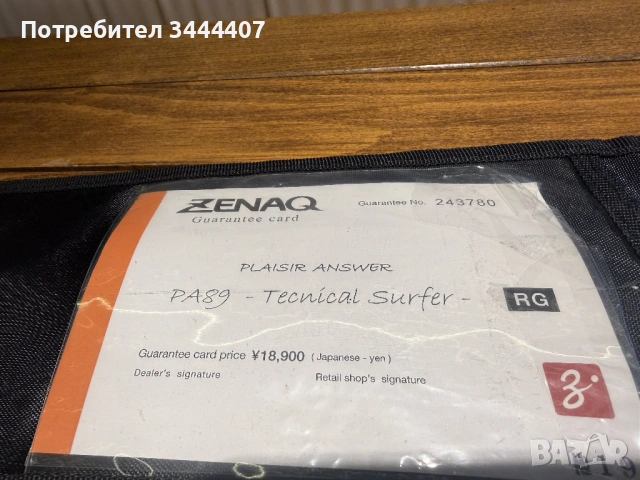 Потребител 3444407
ZENAQ
Guarantee card
Guarantee No. 243780
PLAISIR ANSWER
PA89 - Tecnical Surfer -
RG
Guarantee card price ¥18,900 (Japanese - yen)
Dealer's signature
Retail shop's signature
BAZAR